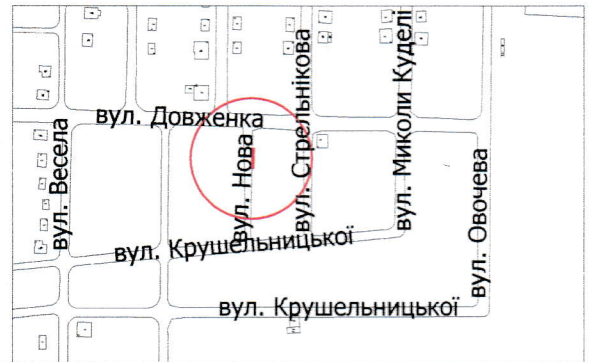 вул. Довженка
вул. Весела
вул. Нова
вул. Стрельнікова
вул. Миколи Куделі
вул. Овочева
вул. Крушельницької
вул. Крушельницької